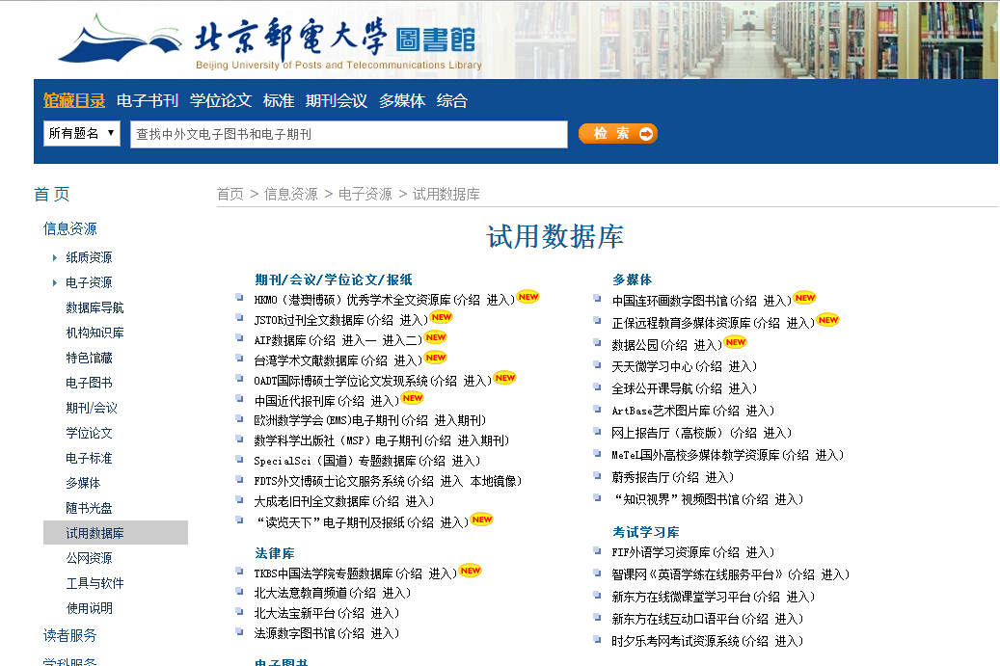 北京郵電大學 圖書館
Beijing University of Posts and Telecommunications Library
馆藏目录 电子书刊 学位论文 标准 期刊会议 多媒体 综合
所有题名 查找中外文电子图书和电子期刊 检 索
首 页
信息资源
纸质资源
电子资源
数据库导航
机构知识库
特色馆藏
电子图书
期刊/会议
学位论文
电子标准
多媒体
随书光盘
试用数据库
公网资源
工具与软件
使用说明
读者服务
学科服务
首页 > 信息资源 > 电子资源 > 试用数据库
试用数据库
期刊/会议/学位论文/报纸
HKMO（港澳博硕）优秀学术全文资源库(介绍 进入) NEW
JSTOR过刊全文数据库(介绍 进入) NEW
AIP数据库(介绍 进入一 进入二) NEW
台湾学术文献数据库(介绍 进入) NEW
OADT国际博硕士学位论文发现系统(介绍 进入) NEW
中国近代报刊库(介绍 进入) NEW
欧洲数学学会(EMS)电子期刊(介绍 进入期刊)
数学科学出版社（MSP）电子期刊(介绍 进入期刊)
SpecialSci（国道）专题数据库(介绍 进入)
FDTS外文博硕士论文服务系统(介绍 进入 本地镜像)
大成老旧刊全文数据库(介绍 进入)
“读览天下”电子期刊及报纸(介绍 进入) NEW
法律库
TKBS中国法学院专题数据库(介绍 进入) NEW
北大法意教育频道(介绍 进入)
北大法宝新平台(介绍 进入)
法源数字图书馆(介绍 进入)
电子图书
多媒体
中国连环画数字图书馆(介绍 进入) NEW
正保远程教育多媒体资源库(介绍 进入) NEW
数据公园(介绍 进入) NEW
天天微学习中心(介绍 进入)
全球公开课导航(介绍 进入)
ArtBase艺术图片库(介绍 进入)
网上报告厅（高校版）(介绍 进入)
MeTeL国外高校多媒体教学资源库(介绍 进入)
蔚秀报告厅(介绍 进入)
“知识视界”视频图书馆(介绍 进入)
考试学习库
FIF外语学习资源库(介绍 进入)
智课网《英语学练在线服务平台》(介绍 进入)
新东方在线微课堂学习平台(介绍 进入)
新东方在线互动口语平台(介绍 进入)
时夕乐考网考试资源系统(介绍 进入)